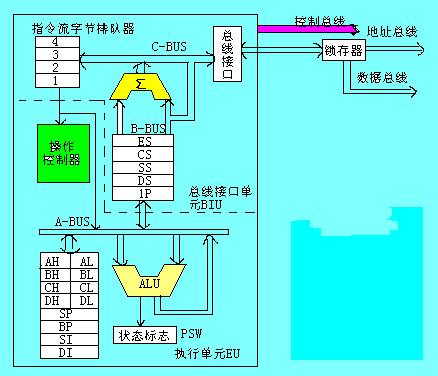 指令流字节排队器
控制总线
C-BUS
总线接口
地址总线
锁存器
数据总线
4
3
2
1
Σ
操作
控制器
B-BUS
ES
CS
SS
DS
1P
总线接口单
元BIU
A-BUS
AH AL
BH BL
CH CL
DH DL
SP
BP
SI
DI
ALU
状态标志
PSW
执行单元EU